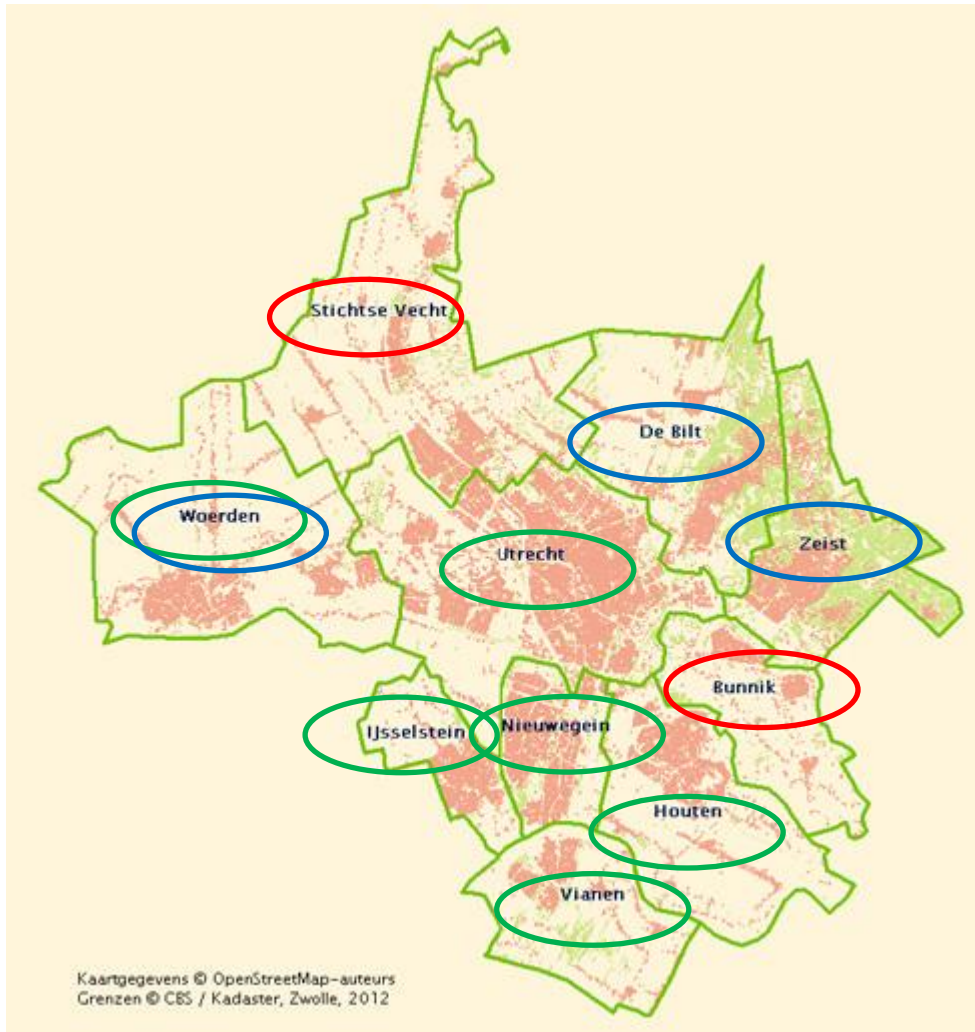 Stichtse Vecht
De Bilt
Woerden
Zeist
Utrecht
Bunnik
IJsselstein
Nieuwegein
Houten
Vianen
Kaartgegevens © OpenStreetMap-auteurs
Grenzen © CBS / Kadaster, Zwolle, 2012